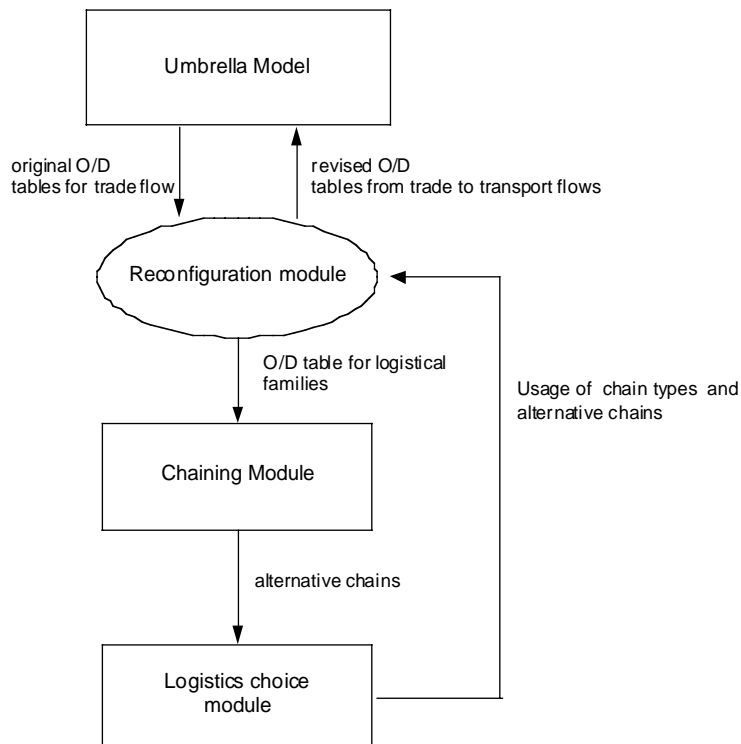 Umbrella Model
original O/D
tables for trade flow
revised O/D
tables from trade to transport flows
Reconfiguration module
O/D table for logistical
families
Usage of chain types and
alternative chains
Chaining Module
alternative chains
Logistics choice
module